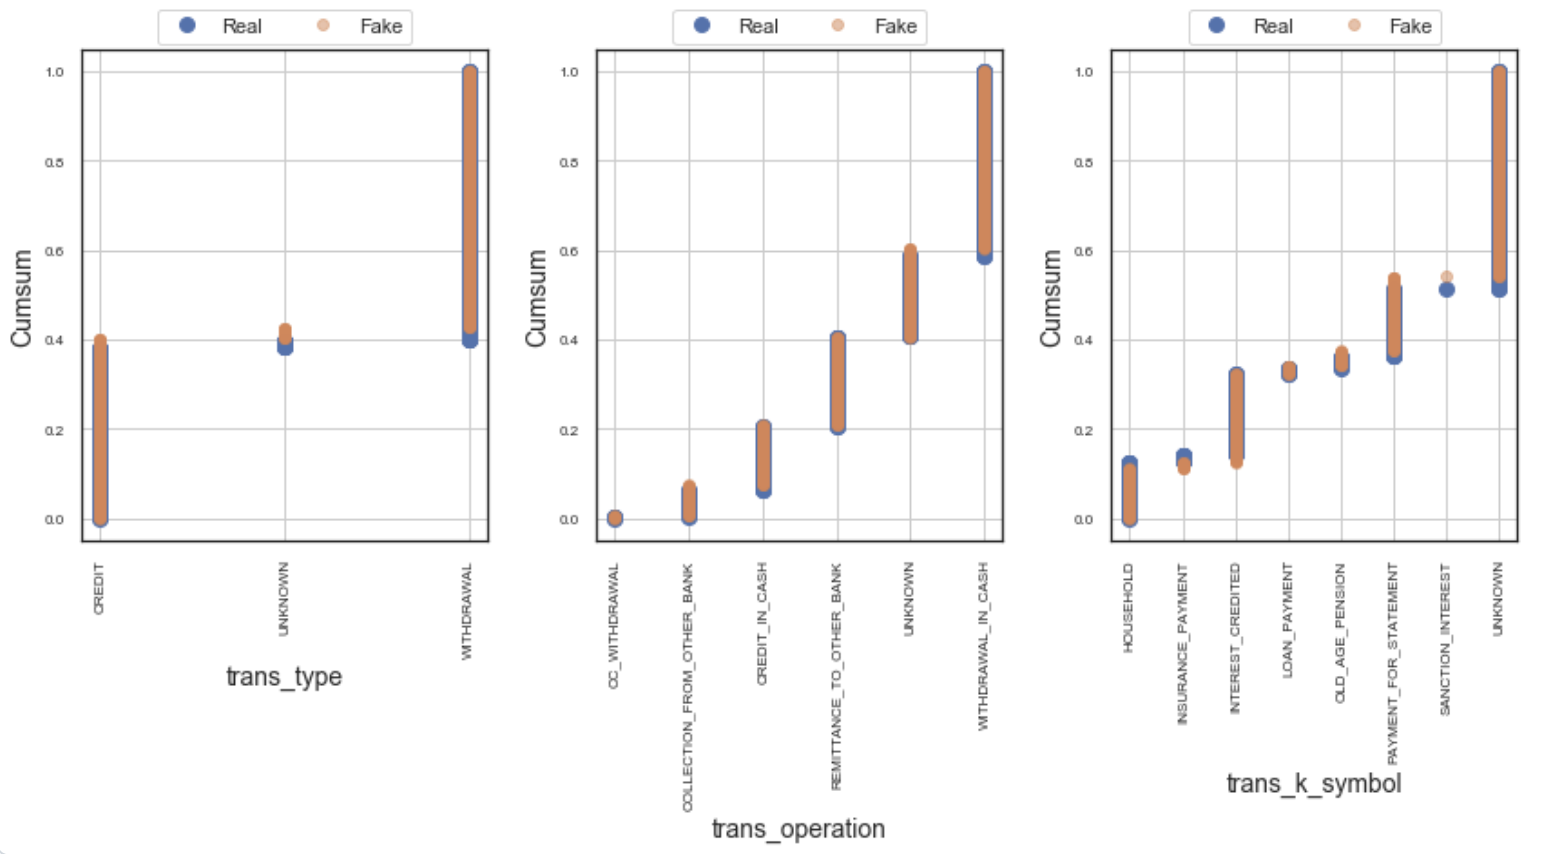 Real Fake
Real Fake
Real Fake
Cumsum
1.0
0.8
0.6
0.4
0.2
0.0
CREDIT
UNKNOWN
WITHDRAWAL
trans_type
Cumsum
1.0
0.8
0.6
0.4
0.2
0.0
CC_WITHDRAWAL
COLLECTION_FROM_OTHER_BANK
CREDIT_IN_CASH
REMITTANCE_TO_OTHER_BANK
UNKNOWN
WITHDRAWAL_IN_CASH
trans_operation
Cumsum
1.0
0.8
0.6
0.4
0.2
0.0
HOUSEHOLD
INSURANCE_PAYMENT
INTEREST_CREDITED
LOAN_PAYMENT
OLD_AGE_PENSION
PAYMENT_FOR_STATEMENT
SANCTION_INTEREST
UNKNOWN
trans_k_symbol